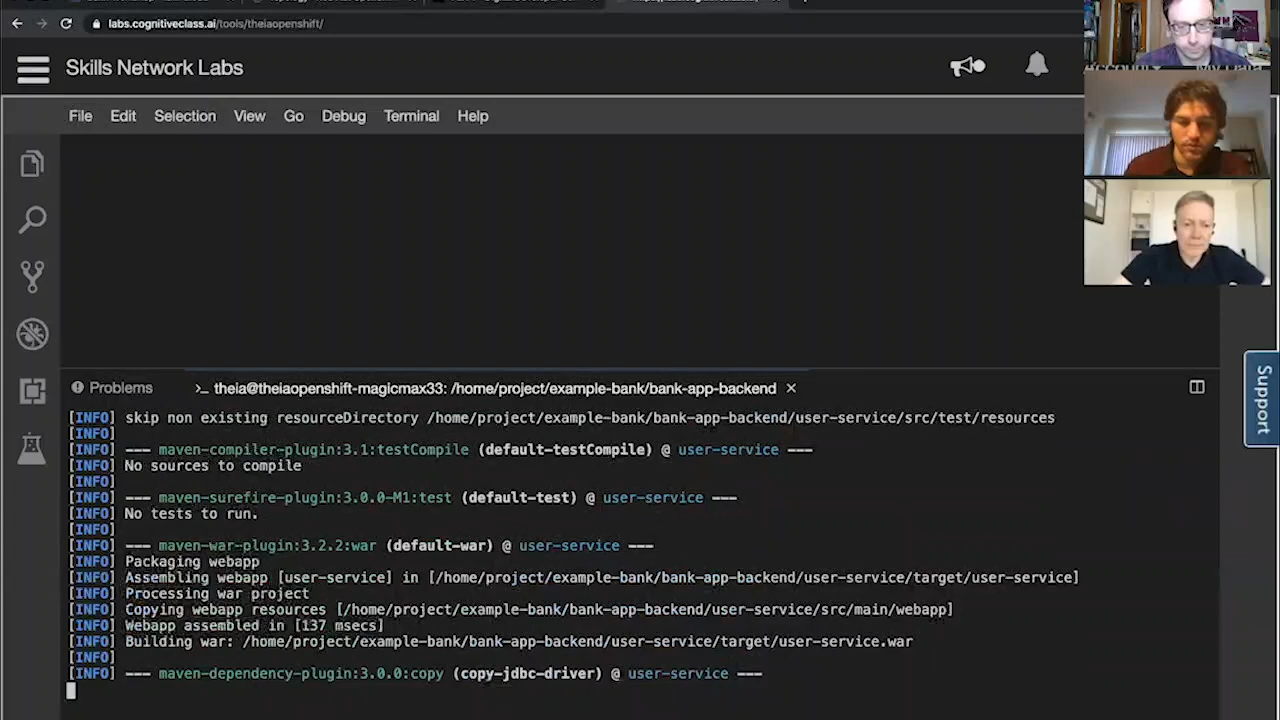 labs.cognitiveclass.ai/tools/theiaopenshift/
Skills Network Labs
File Edit Selection View Go Debug Terminal Help
Support
Problems
>_ theia@theiaopenshift-magicmax33: /home/project/example-bank/bank-app-backend ×
[INFO] skip non existing resourceDirectory /home/project/example-bank/bank-app-backend/user-service/src/test/resources
[INFO]
[INFO] --- maven-compiler-plugin:3.1:testCompile (default-testCompile) @ user-service ---
[INFO] No sources to compile
[INFO]
[INFO] --- maven-surefire-plugin:3.0.0-M1:test (default-test) @ user-service ---
[INFO] No tests to run.
[INFO]
[INFO] --- maven-war-plugin:3.2.2:war (default-war) @ user-service ---
[INFO] Packaging webapp
[INFO] Assembling webapp [user-service] in [/home/project/example-bank/bank-app-backend/user-service/target/user-service]
[INFO] Processing war project
[INFO] Copying webapp resources [/home/project/example-bank/bank-app-backend/user-service/src/main/webapp]
[INFO] Webapp assembled in [137 msecs]
[INFO] Building war: /home/project/example-bank/bank-app-backend/user-service/target/user-service.war
[INFO]
[INFO] --- maven-dependency-plugin:3.0.0:copy (copy-jdbc-driver) @ user-service ---